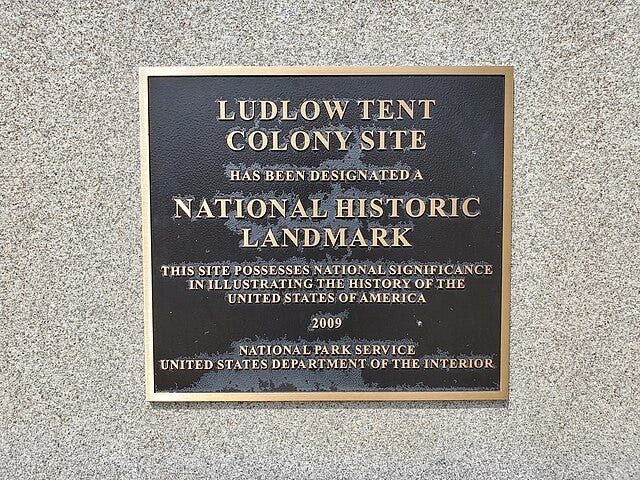 LUDLOW TENT
COLONY SITE
HAS BEEN DESIGNATED A
NATIONAL HISTORIC
LANDMARK
THIS SITE POSSESSES NATIONAL SIGNIFICANCE
IN ILLUSTRATING THE HISTORY OF THE
UNITED STATES OF AMERICA
2009
NATIONAL PARK SERVICE
UNITED STATES DEPARTMENT OF THE INTERIOR